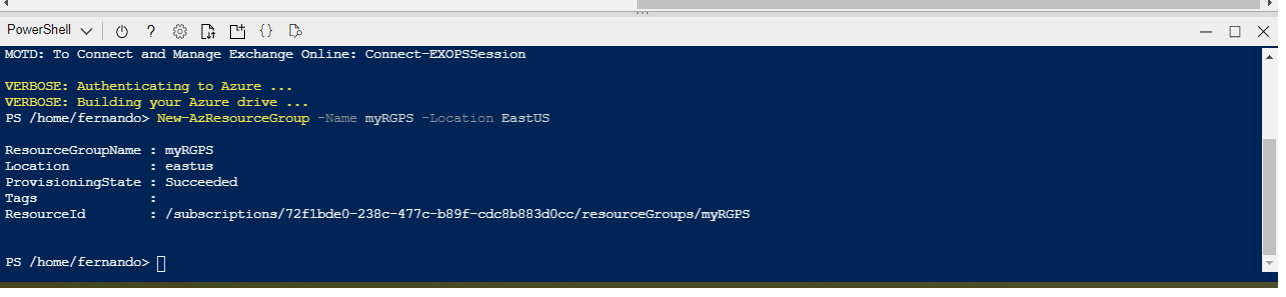 PowerShell
MOTD: To Connect and Manage Exchange Online: Connect-EXOPSSession
VERBOSE: Authenticating to Azure ...
VERBOSE: Building your Azure drive ...
PS /home/fernando> New-AzResourceGroup -Name myRGPS -Location EastUS
ResourceGroupName : myRGPS
Location          : eastus
ProvisioningState : Succeeded
Tags              :
ResourceId        : /subscriptions/72f1bde0-238c-477c-b89f-cdc8b883d0cc/resourceGroups/myRGPS
PS /home/fernando>